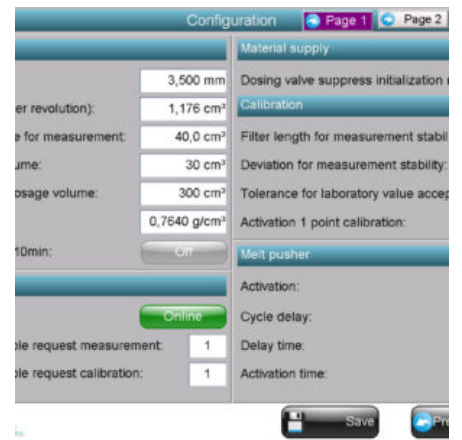 Configuration Page 1 Page 2
Material supply
3,500 mm
Dosing valve suppress initialization
er revolution): 1,176 cm³
Calibration
e for measurement: 40,0 cm³
Filter length for measurement stabil
ume: 30 cm³
Deviation for measurement stability:
osage volume: 300 cm³
Tolerance for laboratory value accep
0,7640 g/cm³
Activation 1 point calibration:
10min: Off
Melt pusher
Activation:
Online
Cycle delay:
ple request measurement: 1
Delay time:
ple request calibration: 1
Activation time:
Save Pre